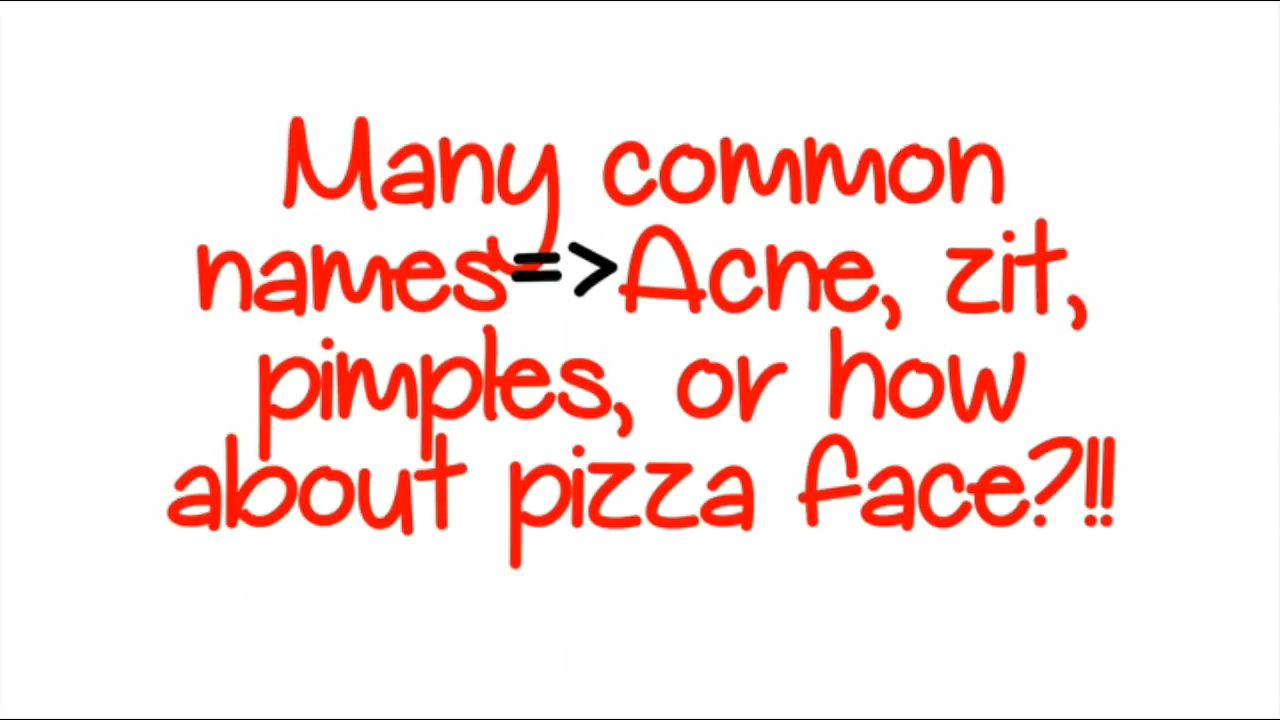 Many common
names=>Acne, zit,
pimples, or how
about pizza face?!!